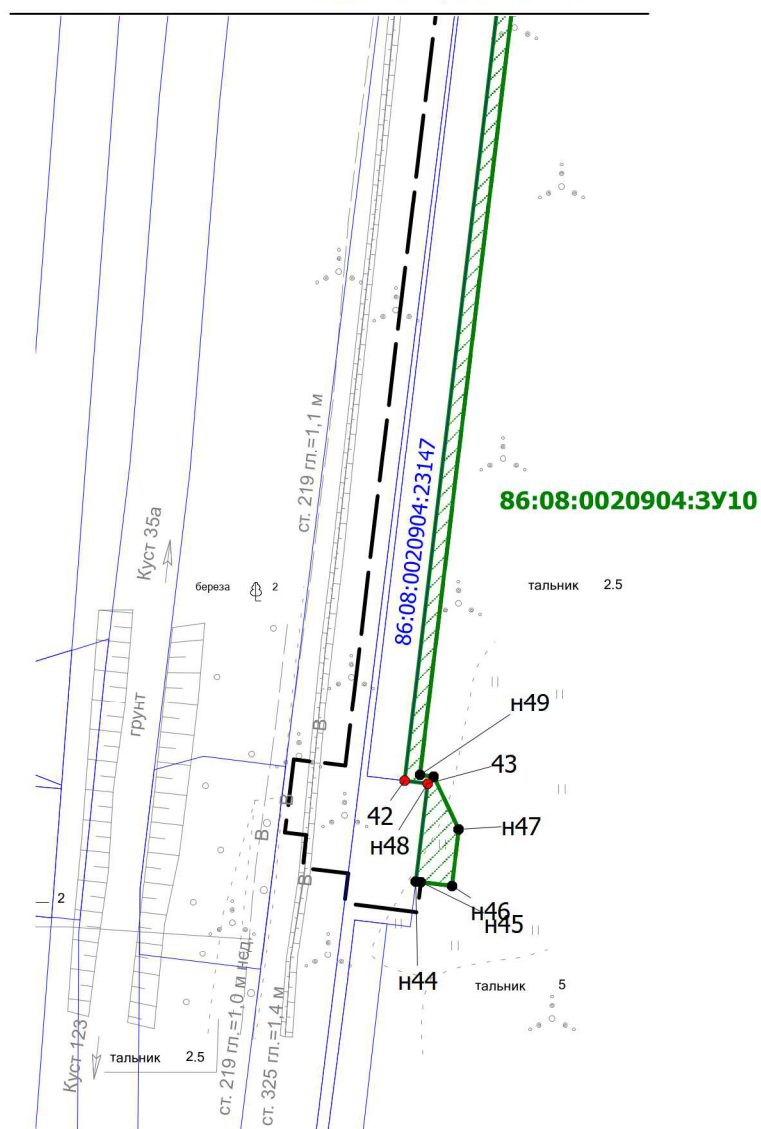 ст. 219 гл.=1,1 м
86:08:0020904:23147
86:08:0020904:ЗУ10
Куст 35а
береза 2
тальник 2.5
грунт
н49
43
42
н48
н47
В
В
В
В
2
н46
н45
н44
тальник 5
Куст 123
тальник 2.5
ст. 219 гл.=1,0 м нед.
ст. 325 гл.=1,4 м